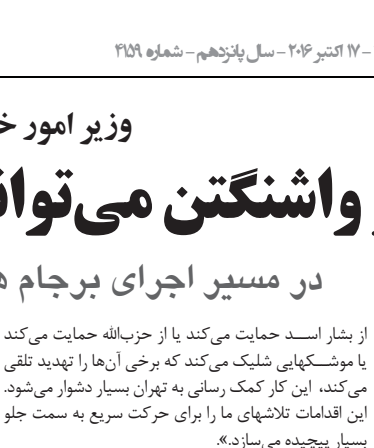 - ۱۷ اکتبر ۲۰۱۶ - سال پانزدهم - شماره ۴۱۵۹
وزیر امور
واشنگتن می‌توا
در مسیر اجرای برجام
از بشار اسد حمایت می‌کند یا از حزب‌الله حمایت می‌کند
یا موشکهایی شلیک می‌کند که برخی آن‌ها را تهدید تلقی
می‌کند، این کار کمک رسانی به تهران بسیار دشوار می‌شود.
این اقدامات تلاشهای ما را برای حرکت سریع به سمت جلو
بسیار پیچیده می‌سازد.».